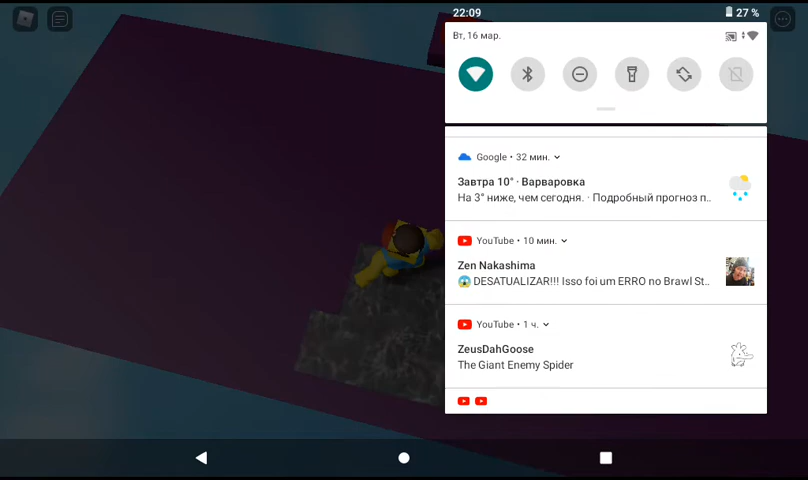 22:09
27 %
Вт, 16 мар.
Google • 32 мин.
Завтра 10° · Варваровка
На 3° ниже, чем сегодня. · Подробный прогноз п..
YouTube • 10 мин.
Zen Nakashima
😱 DESATUALIZAR!!! Isso foi um ERRO no Brawl St..
YouTube • 1 ч.
ZeusDahGoose
The Giant Enemy Spider